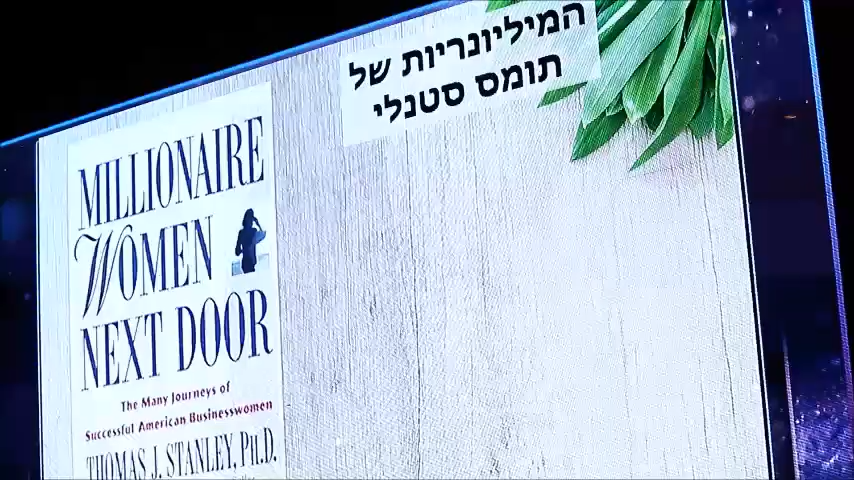 המיליונריות של
תומס סטנלי
MILLIONAIRE
WOMEN
NEXT DOOR
The Many Journeys of
Successful American Businesswomen
THOMAS J. STANLEY, PH.D.